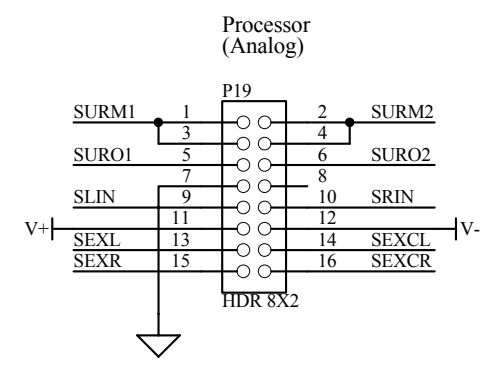 Processor
(Analog)
P19
SURM1 1 2 SURM2
3 4
SURO1 5 6 SURO2
7 8
SLIN 9 10 SRIN
V+ 11 12 V-
SEXL 13 14 SEXCL
SEXR 15 16 SEXCR
HDR 8X2